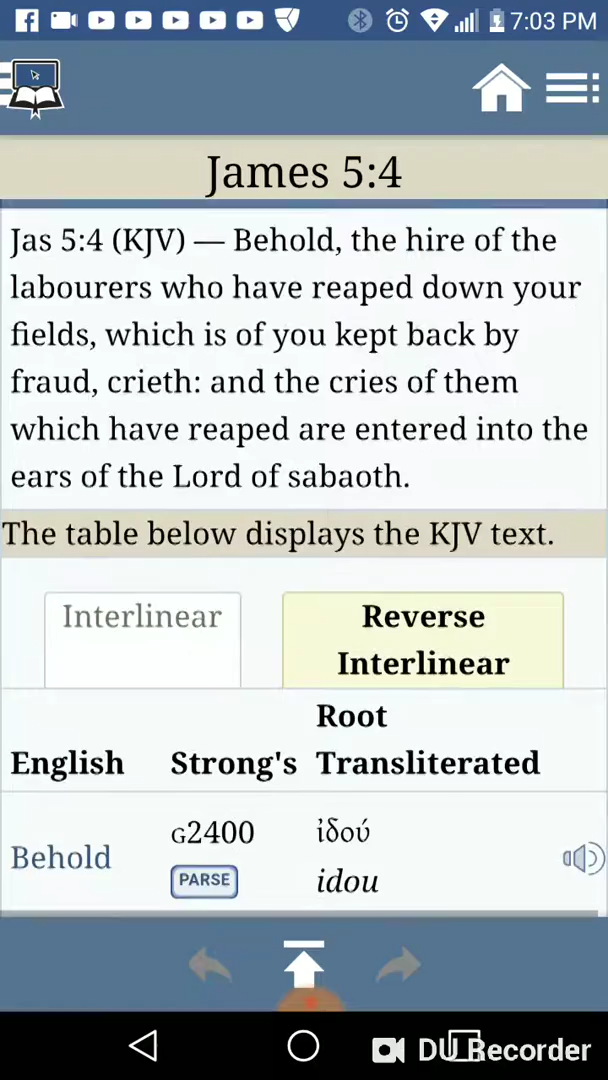 7:03 PM
James 5:4
Jas 5:4 (KJV) — Behold, the hire of the
labourers who have reaped down your
fields, which is of you kept back by
fraud, crieth: and the cries of them
which have reaped are entered into the
ears of the Lord of sabaoth.
The table below displays the KJV text.
Interlinear
Reverse
Interlinear
English
Strong's
Root
Transliterated
Behold
G2400
PARSE
ἰδού
idou
DU Recorder